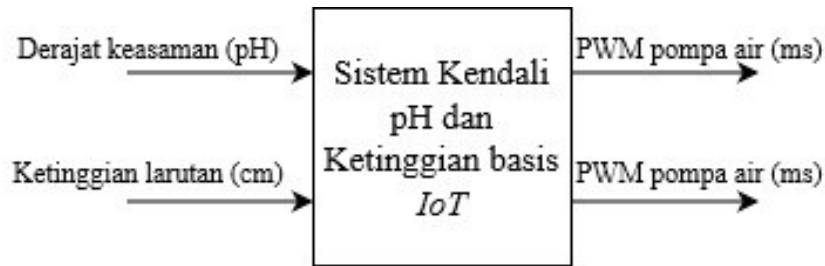 Derajat keasaman (pH)
Ketinggian larutan (cm)
Sistem Kendali
pH dan
Ketinggian basis
IoT
PWM pompa air (ms)
PWM pompa air (ms)